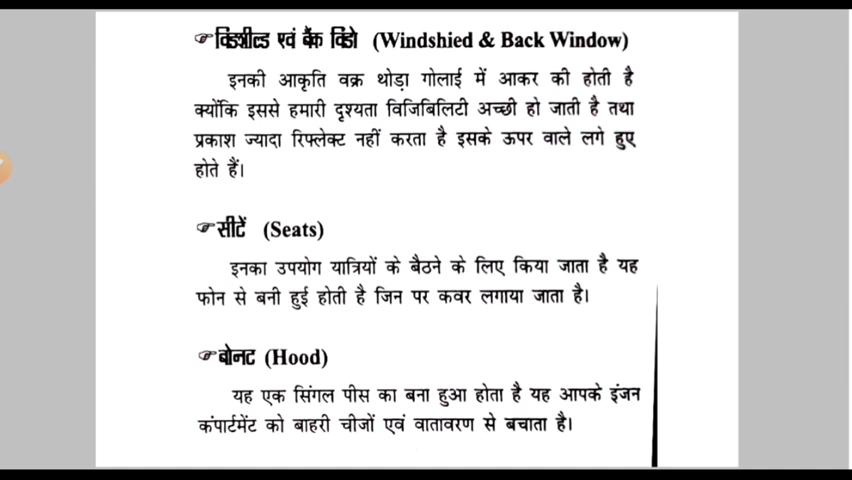 ☞विंडशील्ड एवं बैक विंडो (Windshied & Back Window)
इनकी आकृति वक्र थोड़ा गोलाई में आकर की होती है
क्योंकि इससे हमारी दृश्यता विजिबिलिटी अच्छी हो जाती है तथा
प्रकाश ज्यादा रिफ्लेक्ट नहीं करता है इसके ऊपर वाले लगे हुए
होते हैं।
☞सीटें (Seats)
इनका उपयोग यात्रियों के बैठने के लिए किया जाता है यह
फोन से बनी हुई होती है जिन पर कवर लगाया जाता है।
☞बोनट (Hood)
यह एक सिंगल पीस का बना हुआ होता है यह आपके इंजन
कंपार्टमेंट को बाहरी चीजों एवं वातावरण से बचाता है।